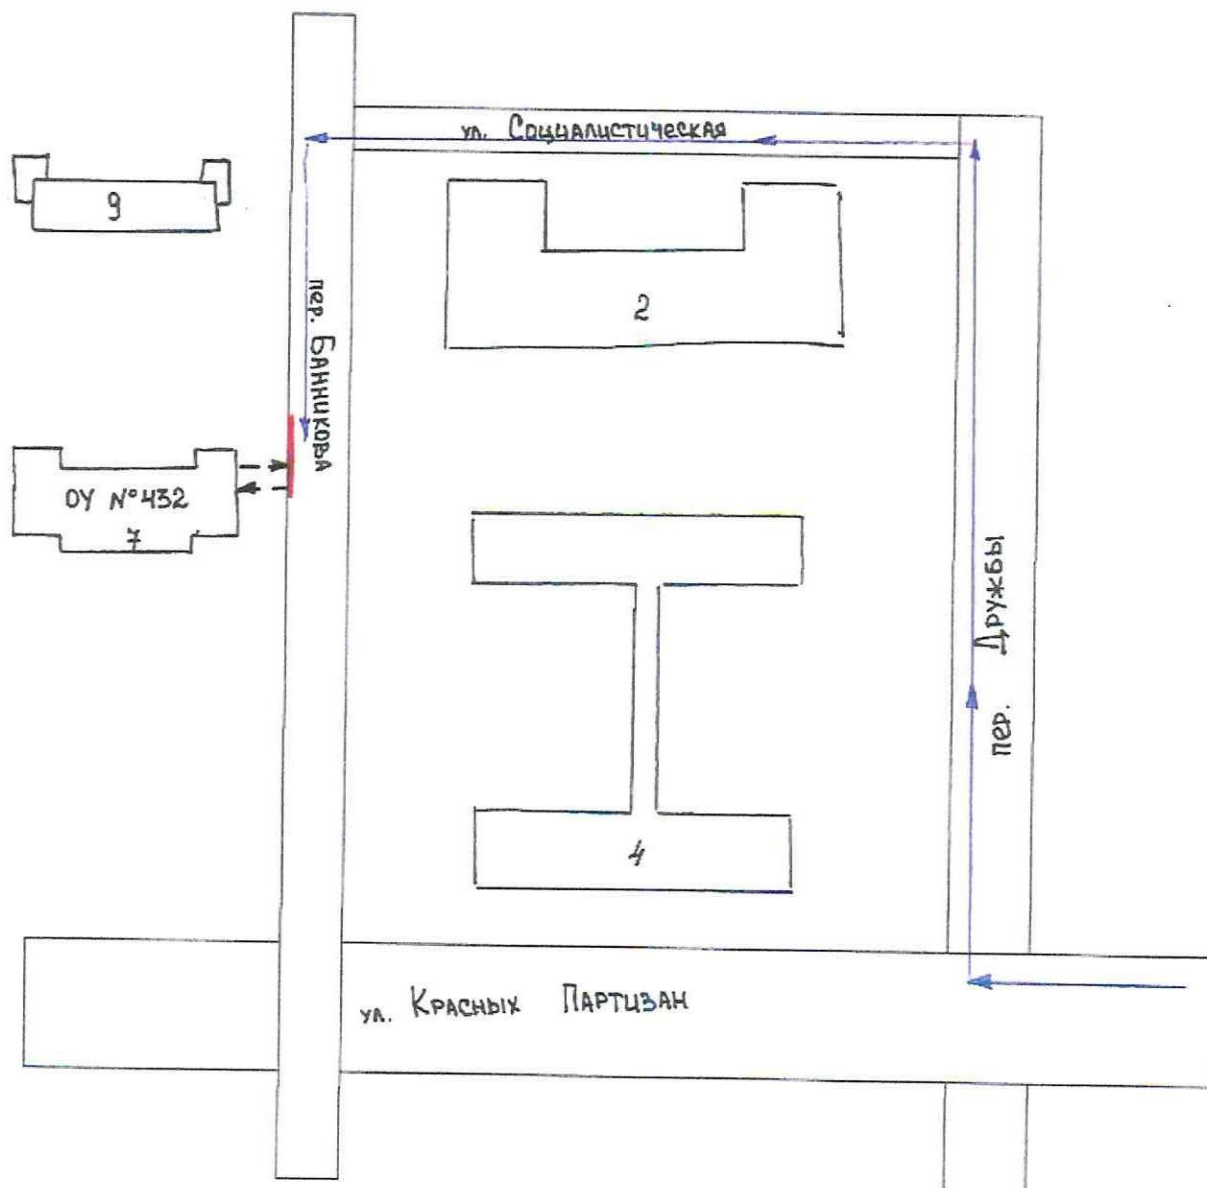 ул. Социалистическая
9
2
пер. Банникова
ОУ №432
7
пер. Дружбы
4
ул. Красных Партизан